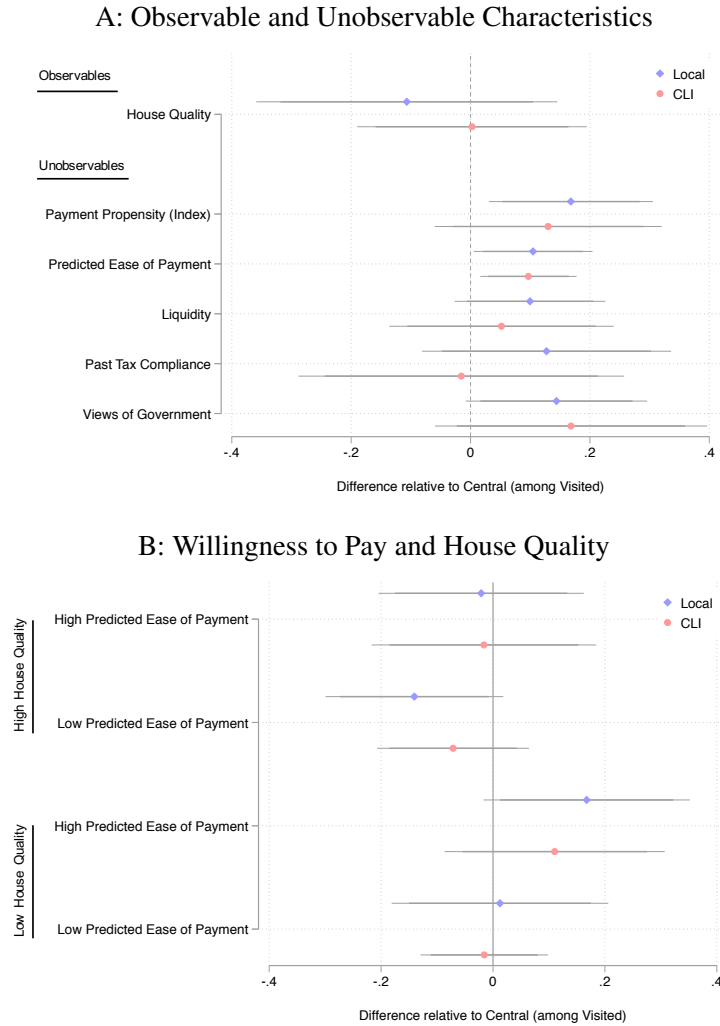 A: Observable and Unobservable Characteristics
Observables
Local
CLI
House Quality
Unobservables
Payment Propensity (Index)
Predicted Ease of Payment
Liquidity
Past Tax Compliance
Views of Government
-.4 -.2 0 .2 .4
Difference relative to Central (among Visited)
B: Willingness to Pay and House Quality
Local
CLI
High House Quality
High Predicted Ease of Payment
Low Predicted Ease of Payment
Low House Quality
High Predicted Ease of Payment
Low Predicted Ease of Payment
-.4 -.2 0 .2 .4
Difference relative to Central (among Visited)